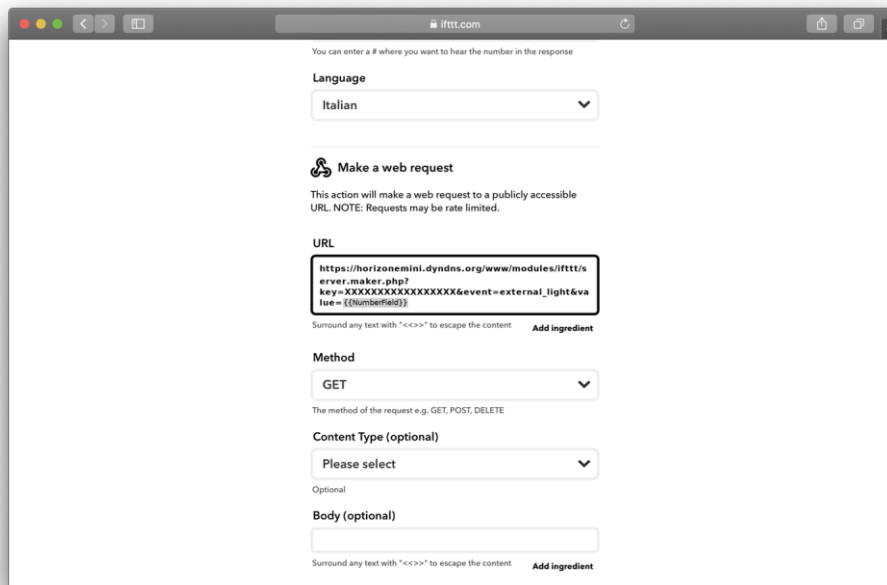 ifttt.com
You can enter a # where you want to hear the number in the response
Language
Italian
Make a web request
This action will make a web request to a publicly accessible
URL. NOTE: Requests may be rate limited.
URL
https://horizonemini.dyndns.org/www/modules/ifttt/s
erver.maker.php?
key=XXXXXXXXXXXXXXXXX&event=external_light&va
lue= {{NumberField}}
Surround any text with "<<>>" to escape the content Add ingredient
Method
GET
The method of the request e.g. GET, POST, DELETE
Content Type (optional)
Please select
Optional
Body (optional)
Surround any text with "<<>>" to escape the content Add ingredient